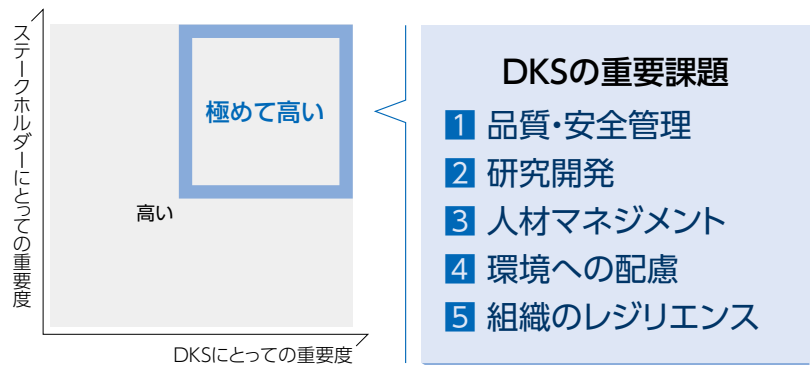 ステークホルダーにとっての重要度
極めて高い
高い
DKSにとっての重要度
DKSの重要課題
1 品質・安全管理
2 研究開発
3 人材マネジメント
4 環境への配慮
5 組織のレジリエンス